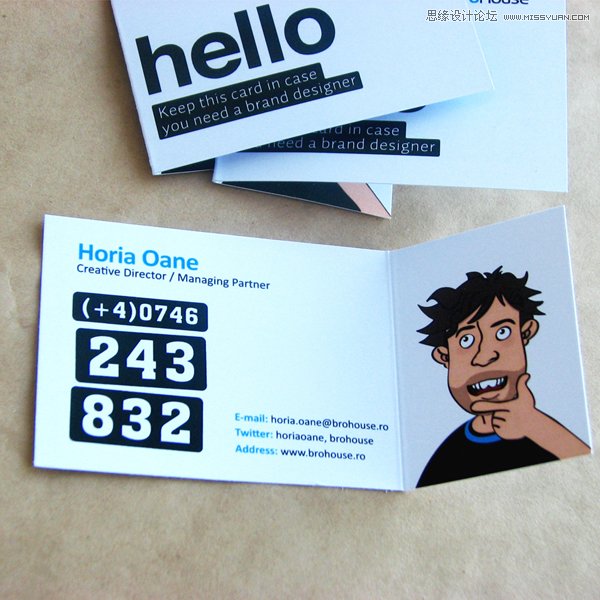 思缘设计论坛 www.missyuan.com
House
hello
Keep this card in case
you need a brand designer
in case
need a brand designer
Horia Oane
Creative Director / Managing Partner
(+4)0746
243
832
E-mail: horia.oane@brohouse.ro
Twitter: horiaoane, brohouse
Address: www.brohouse.ro